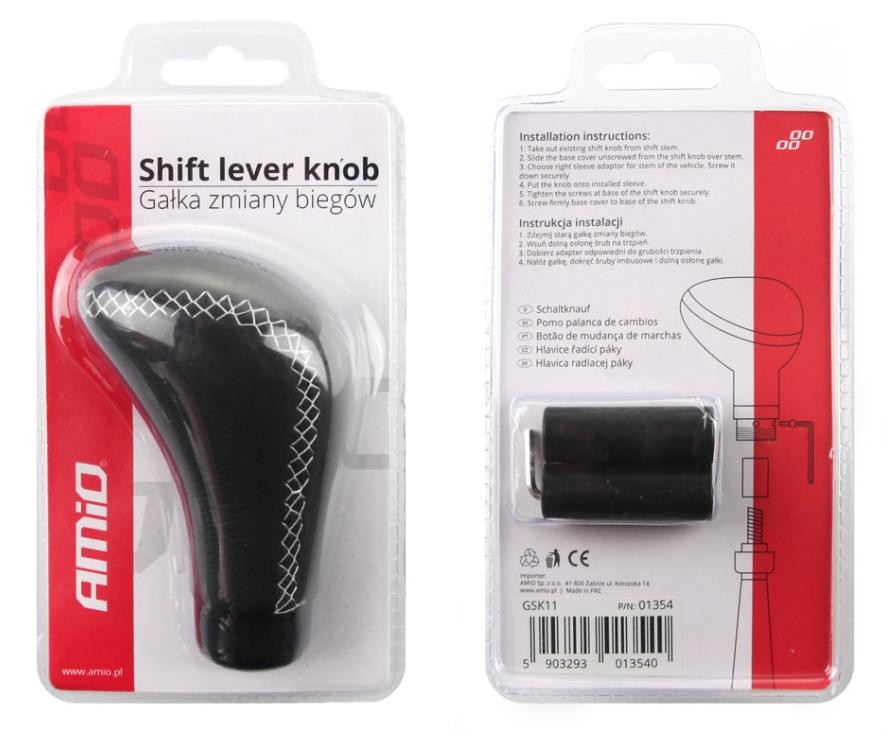 Shift lever knob
Gałka zmiany biegów
AMiO®
www.amio.pl
Installation instructions:
1. Take out existing shift knob from shift stem.
2. Slide the base cover unscrewed from the shift knob over stem.
3. Choose right sleeve adaptor for stem of the vehicle. Screw it
down securely.
4. Put the knob onto installed sleeve.
5. Tighten the screws at base of the shift knob securely.
6. Screw firmly base cover to base of the shift knob.
Instrukcja instalacji
1. Zdejmij starą gałkę zmiany biegów.
2. Wsuń dolną osłonę śrub na trzpień.
3. Dobierz adapter odpowiedni do grubości trzpienia.
4. Nałóż gałkę, dokręć śruby imbusowe i dolną osłonę gałki.
D Schaltknauf
ES Pomo palanca de cambios
PT Botão de mudança de marchas
CZ Hlavice řadící páky
SK Hlavica radiacej páky
CE
Importer:
AMiO Sp. z o.o. 41-806 Zabrze ul. Korczoka 14
www.amio.pl | Made in PRC
GSK11 P/N: 01354
5 903293 013540